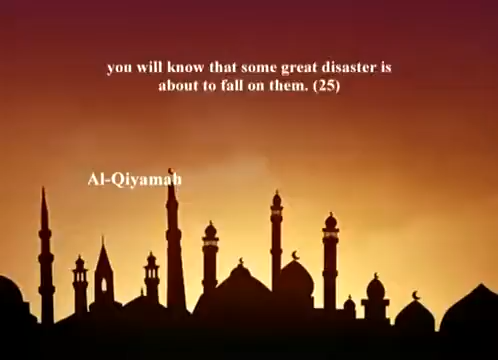 you will know that some great disaster is
about to fall on them. (25)
Al-Qiyamah